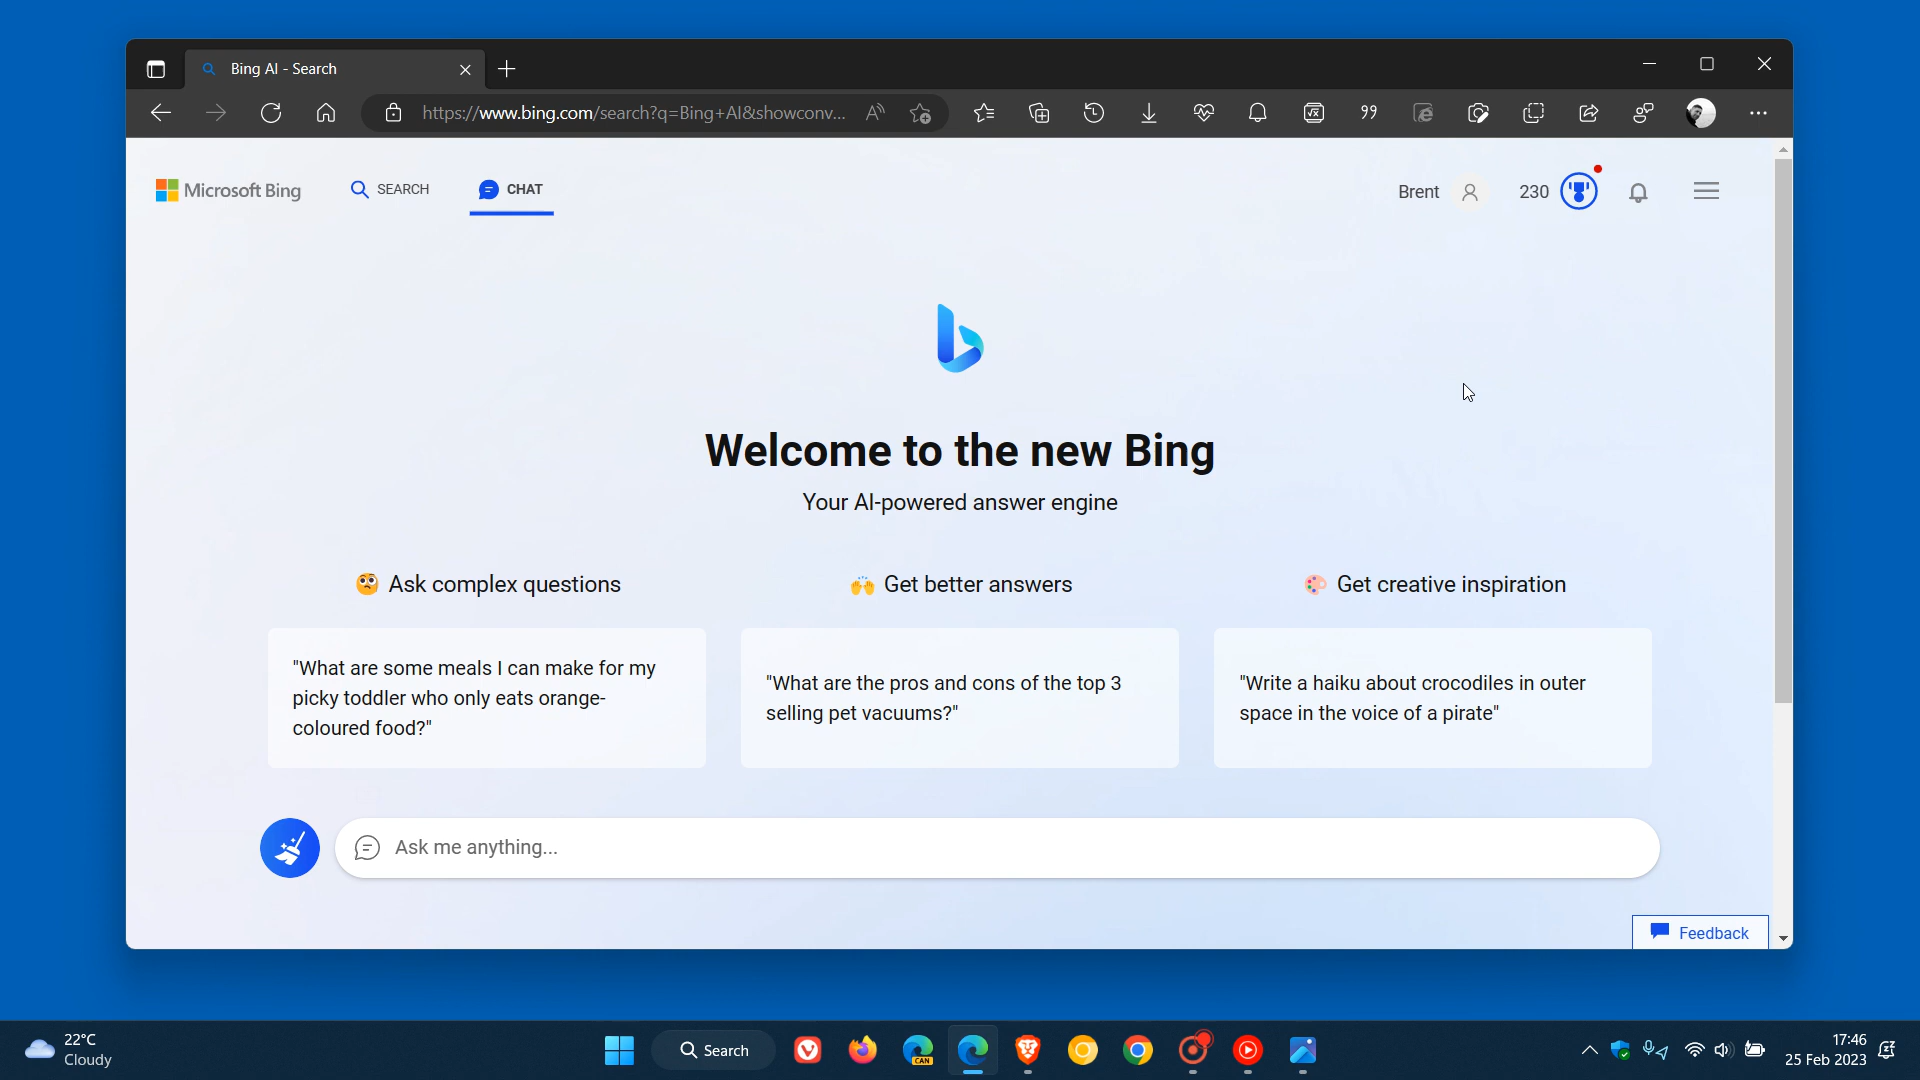 Bing AI - Search
https://www.bing.com/search?q=Bing+AI&showconv...
Microsoft Bing
SEARCH
CHAT
Brent
230
Welcome to the new Bing
Your AI-powered answer engine
Ask complex questions
"What are some meals I can make for my
picky toddler who only eats orange-
coloured food?"
Get better answers
"What are the pros and cons of the top 3
selling pet vacuums?"
Get creative inspiration
"Write a haiku about crocodiles in outer
space in the voice of a pirate"
Ask me anything...
Feedback
22°C
Cloudy
Search
CAN
17:46
25 Feb 2023